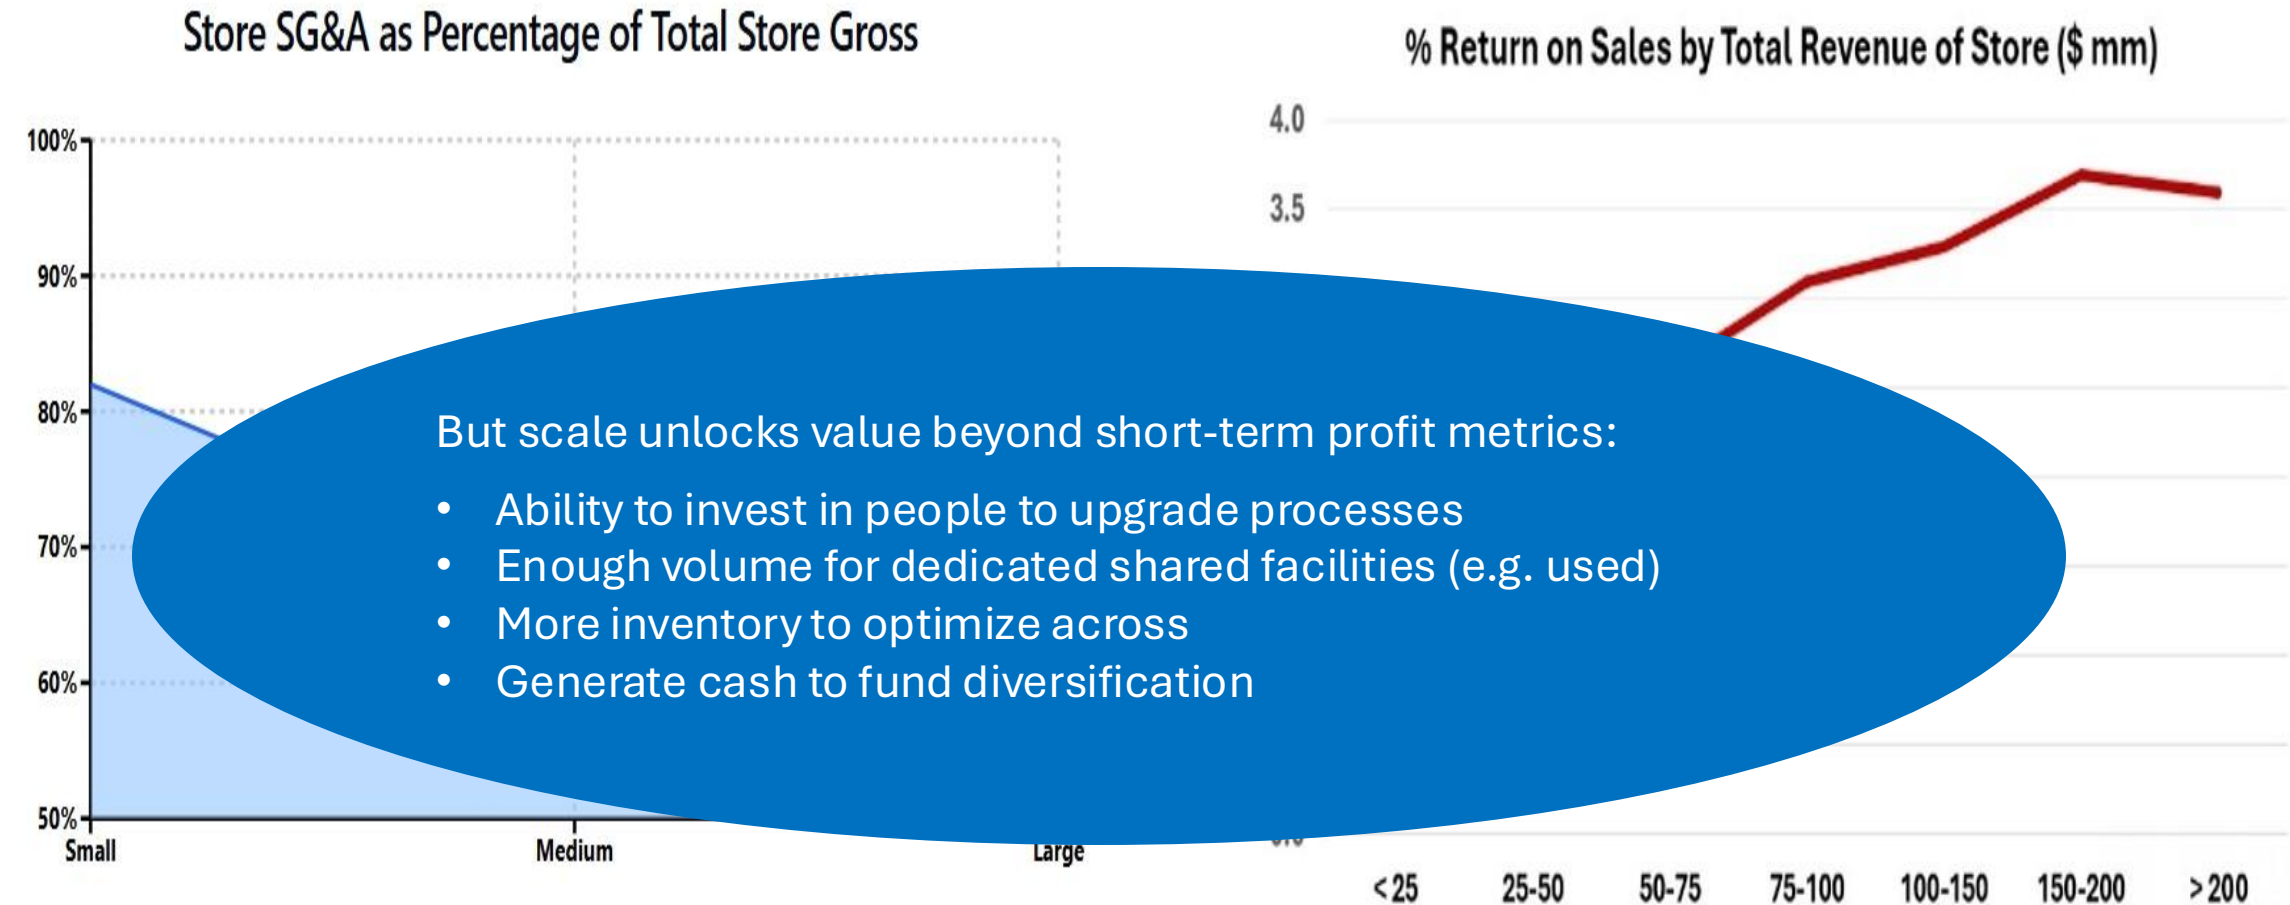 Store SG&A as Percentage of Total Store Gross
100%
90%
80%
70%
60%
50%
Small
Medium
Large
% Return on Sales by Total Revenue of Store ($ mm)
4.0
3.5
< 25
25-50
50-75
75-100
100-150
150-200
> 200
But scale unlocks value beyond short-term profit metrics:
• Ability to invest in people to upgrade processes
• Enough volume for dedicated shared facilities (e.g. used)
• More inventory to optimize across
• Generate cash to fund diversification